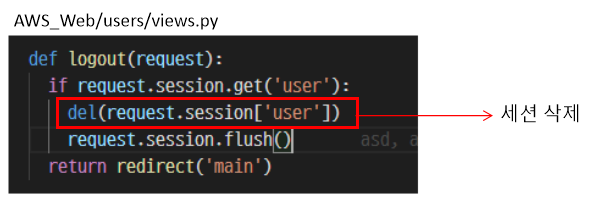 AWS_Web/users/views.py
def logout(request):
if request.session.get('user'):
del(request.session['user'])
세션 삭제
request.session.flush() asd, a
return redirect('main')